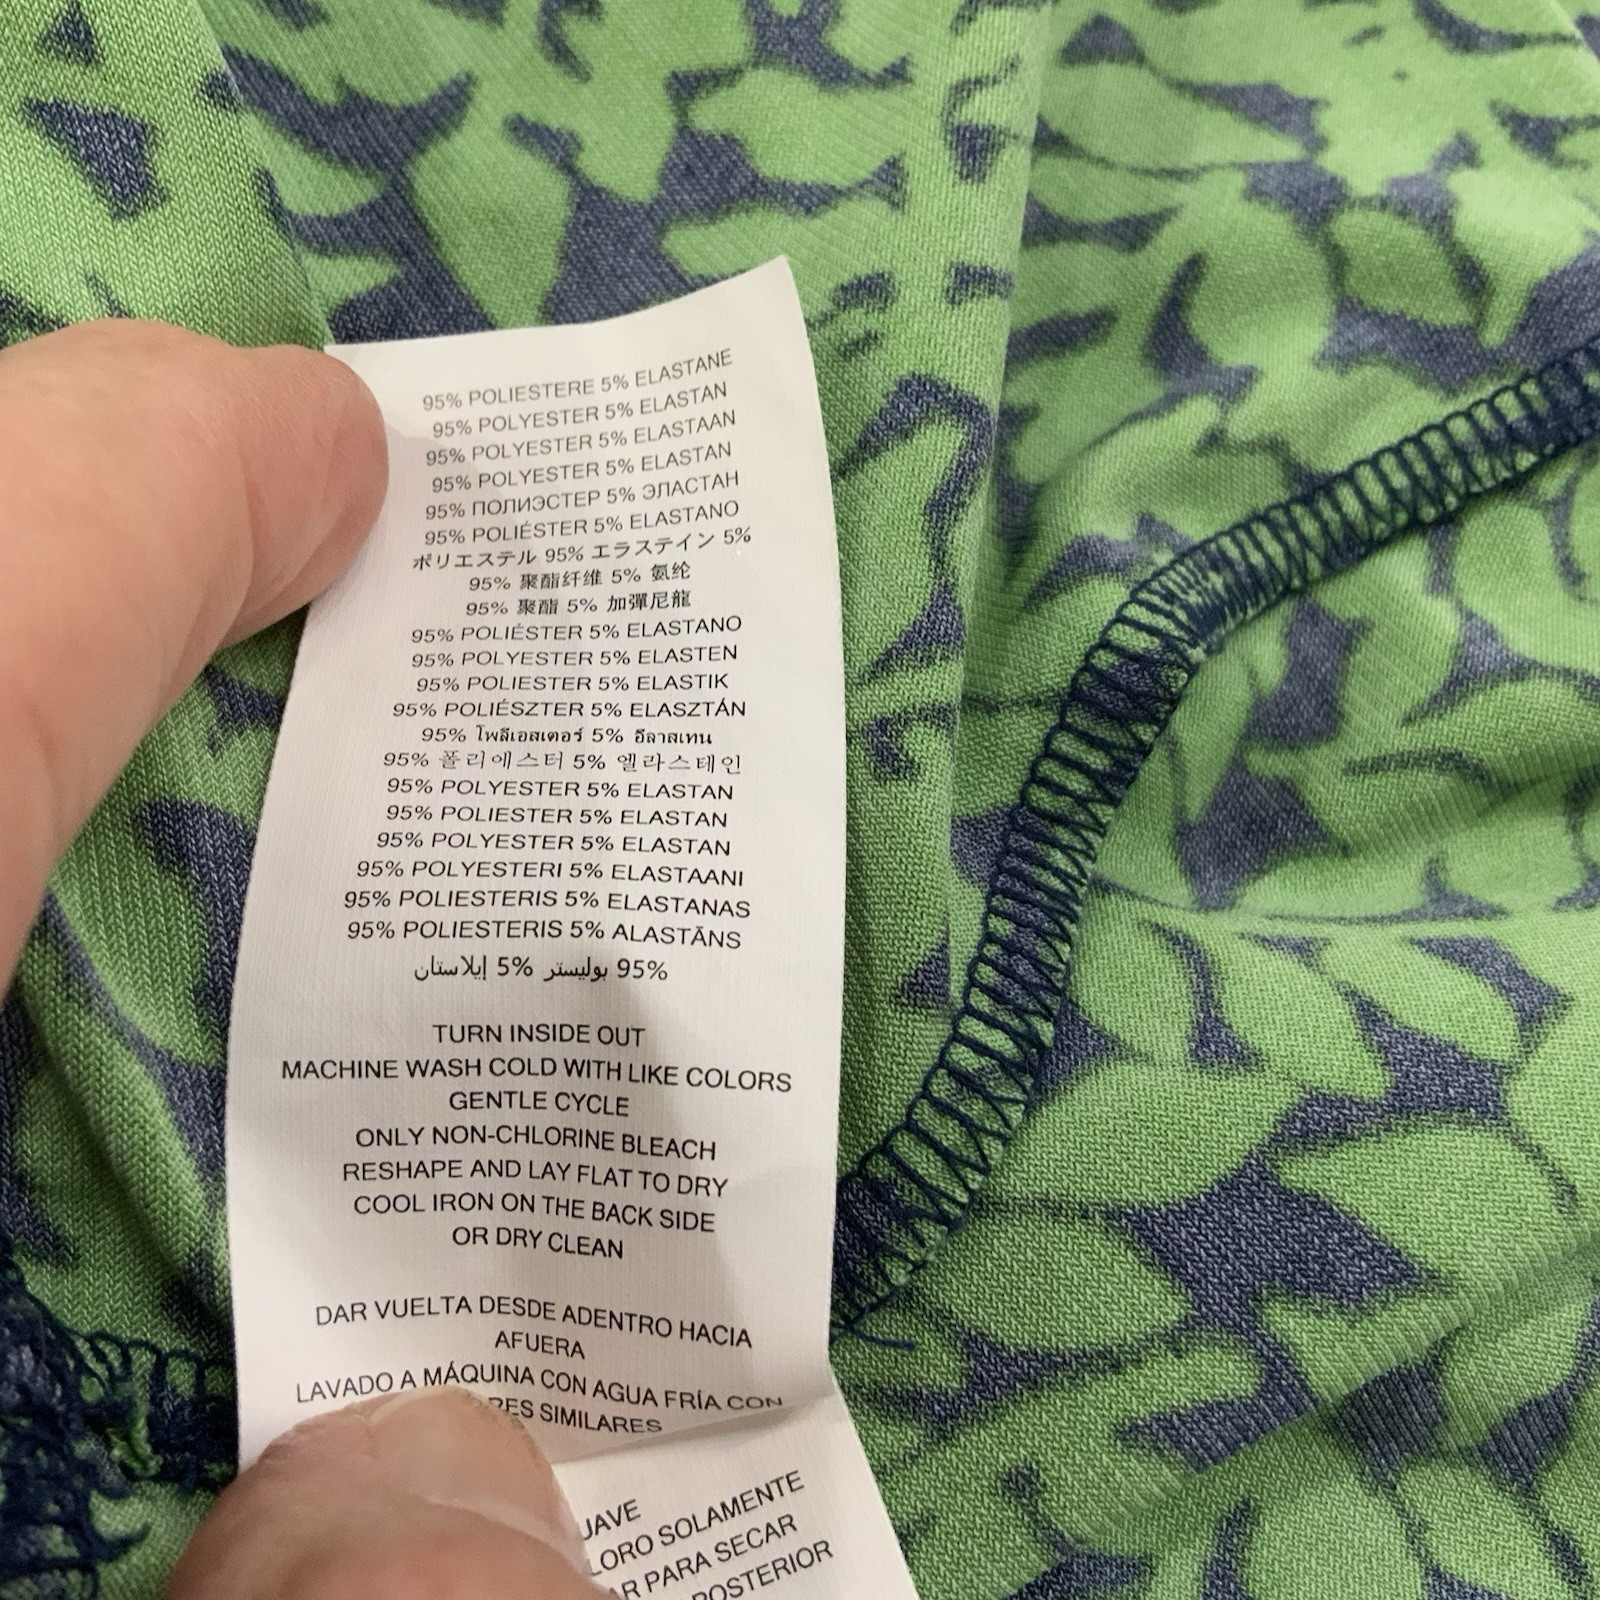 95% POLIESTERE 5% ELASTANE
95% POLYESTER 5% ELASTAN
95% POLYESTER 5% ELASTAAN
95% POLYESTER 5% ELASTAN
95% ПОЛИЭСТЕР 5% ЭЛАСТАН
95% POLIÉSTER 5% ELASTANO
ポリエステル 95% エラステイン 5%
95% 聚酯纤维 5% 氨纶
95% 聚酯 5% 加彈尼龍
95% POLIÉSTER 5% ELASTANO
95% POLYESTER 5% ELASTEN
95% POLIESTER 5% ELASTIK
95% POLIÉSZTER 5% ELASZTÁN
95% โพลีเอสเตอร์ 5% อีลาสเทน
95% 폴리에스터 5% 엘라스테인
95% POLYESTER 5% ELASTAN
95% POLIESTER 5% ELASTAN
95% POLYESTER 5% ELASTAN
95% POLYESTERI 5% ELASTAANI
95% POLIESTERIS 5% ELASTANAS
95% POLIESTERIS 5% ALASTĀNS
95% بوليستر 5% إيلاستان
TURN INSIDE OUT
MACHINE WASH COLD WITH LIKE COLORS
GENTLE CYCLE
ONLY NON-CHLORINE BLEACH
RESHAPE AND LAY FLAT TO DRY
COOL IRON ON THE BACK SIDE
OR DRY CLEAN
DAR VUELTA DESDE ADENTRO HACIA
AFUERA
LAVADO A MÁQUINA CON AGUA FRÍA CON
SIMILARES
SOLAMENTE
PARA SECAR
POSTERIOR